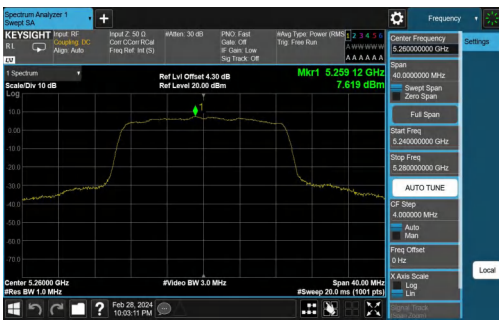 Spectrum Analyzer 1
Swept SA
+
Frequency
KEYSIGHT
RL
Input: RF
Coupling: DC
Align: Auto
Input Z: 50 Ω
Corr CCorr RCal
Freq Ref: Int (S)
#Atten: 30 dB
PNO: Fast
Gate: Off
IF Gain: Low
Sig Track: Off
#Avg Type: Power (RMS)
Trig: Free Run
1 2 3 4 5 6
A W W W W W
A A A A A A
LV
1 Spectrum
Scale/Div 10 dB
Log
Ref Lvl Offset 4.30 dB
Ref Level 20.00 dBm
Mkr1 5.259 12 GHz
7.619 dBm
1
10.0
0.00
-10.0
-20.0
-30.0
-40.0
-50.0
-60.0
-70.0
Center 5.26000 GHz
#Res BW 1.0 MHz
#Video BW 3.0 MHz
Span 40.00 MHz
#Sweep 20.0 ms (1001 pts)
Center Frequency
5.260000000 GHz
Settings
Span
40.0000000 MHz
Swept Span
Zero Span
Full Span
Start Freq
5.240000000 GHz
Stop Freq
5.280000000 GHz
AUTO TUNE
CF Step
4.000000 MHz
Auto
Man
Freq Offset
0 Hz
X Axis Scale
Log
Lin
Local
Signal Track
?
Feb 28, 2024
10:03:11 PM